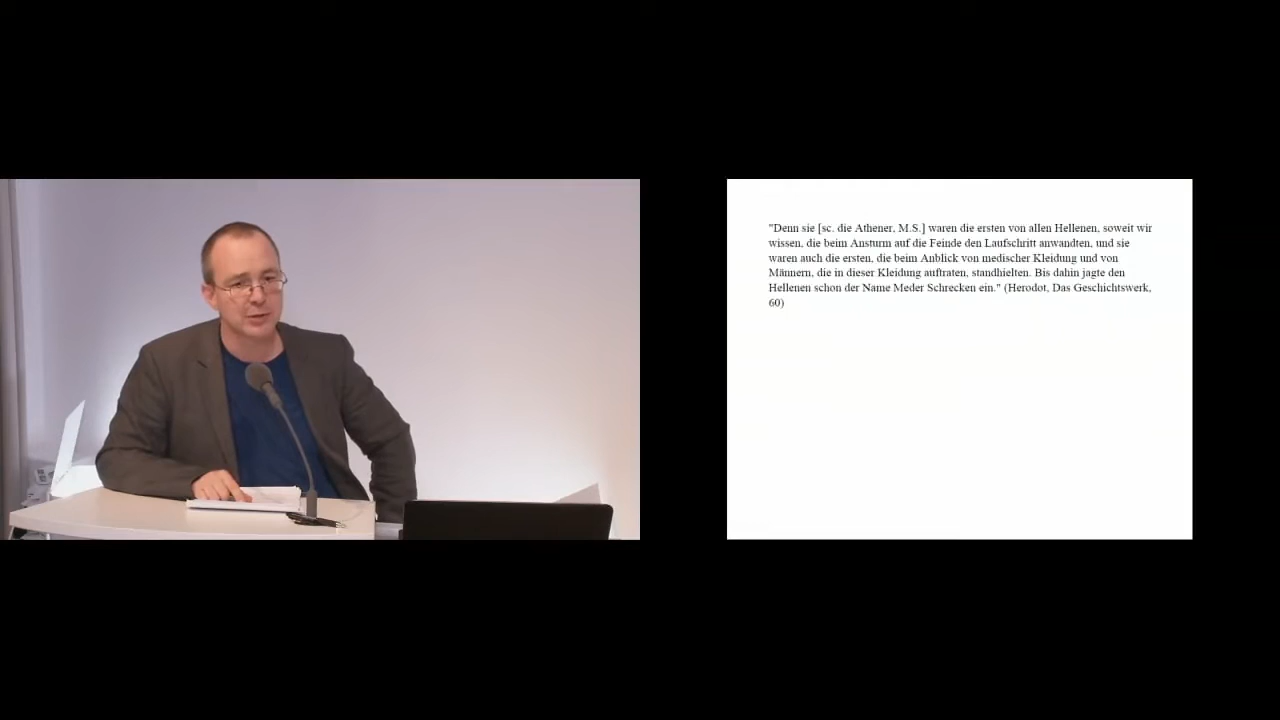 "Denn sie [sc. die Athener, M.S.] waren die ersten von allen Hellenen, soweit wir
wissen, die beim Ansturm auf die Feinde den Laufschritt anwandten, und sie
waren auch die ersten, die beim Anblick von medischer Kleidung und von
Männern, die in dieser Kleidung auftraten, standhielten. Bis dahin jagte den
Hellenen schon der Name Meder Schrecken ein." (Herodot, Das Geschichtswerk,
60)